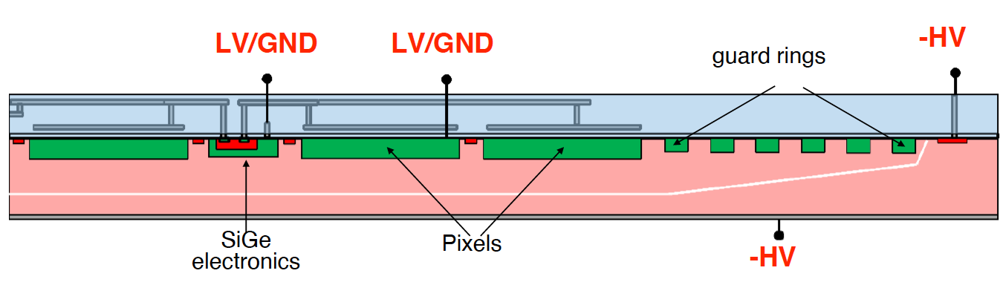 LV/GND
LV/GND
-HV
guard rings
SiGe
electronics
Pixels
-HV